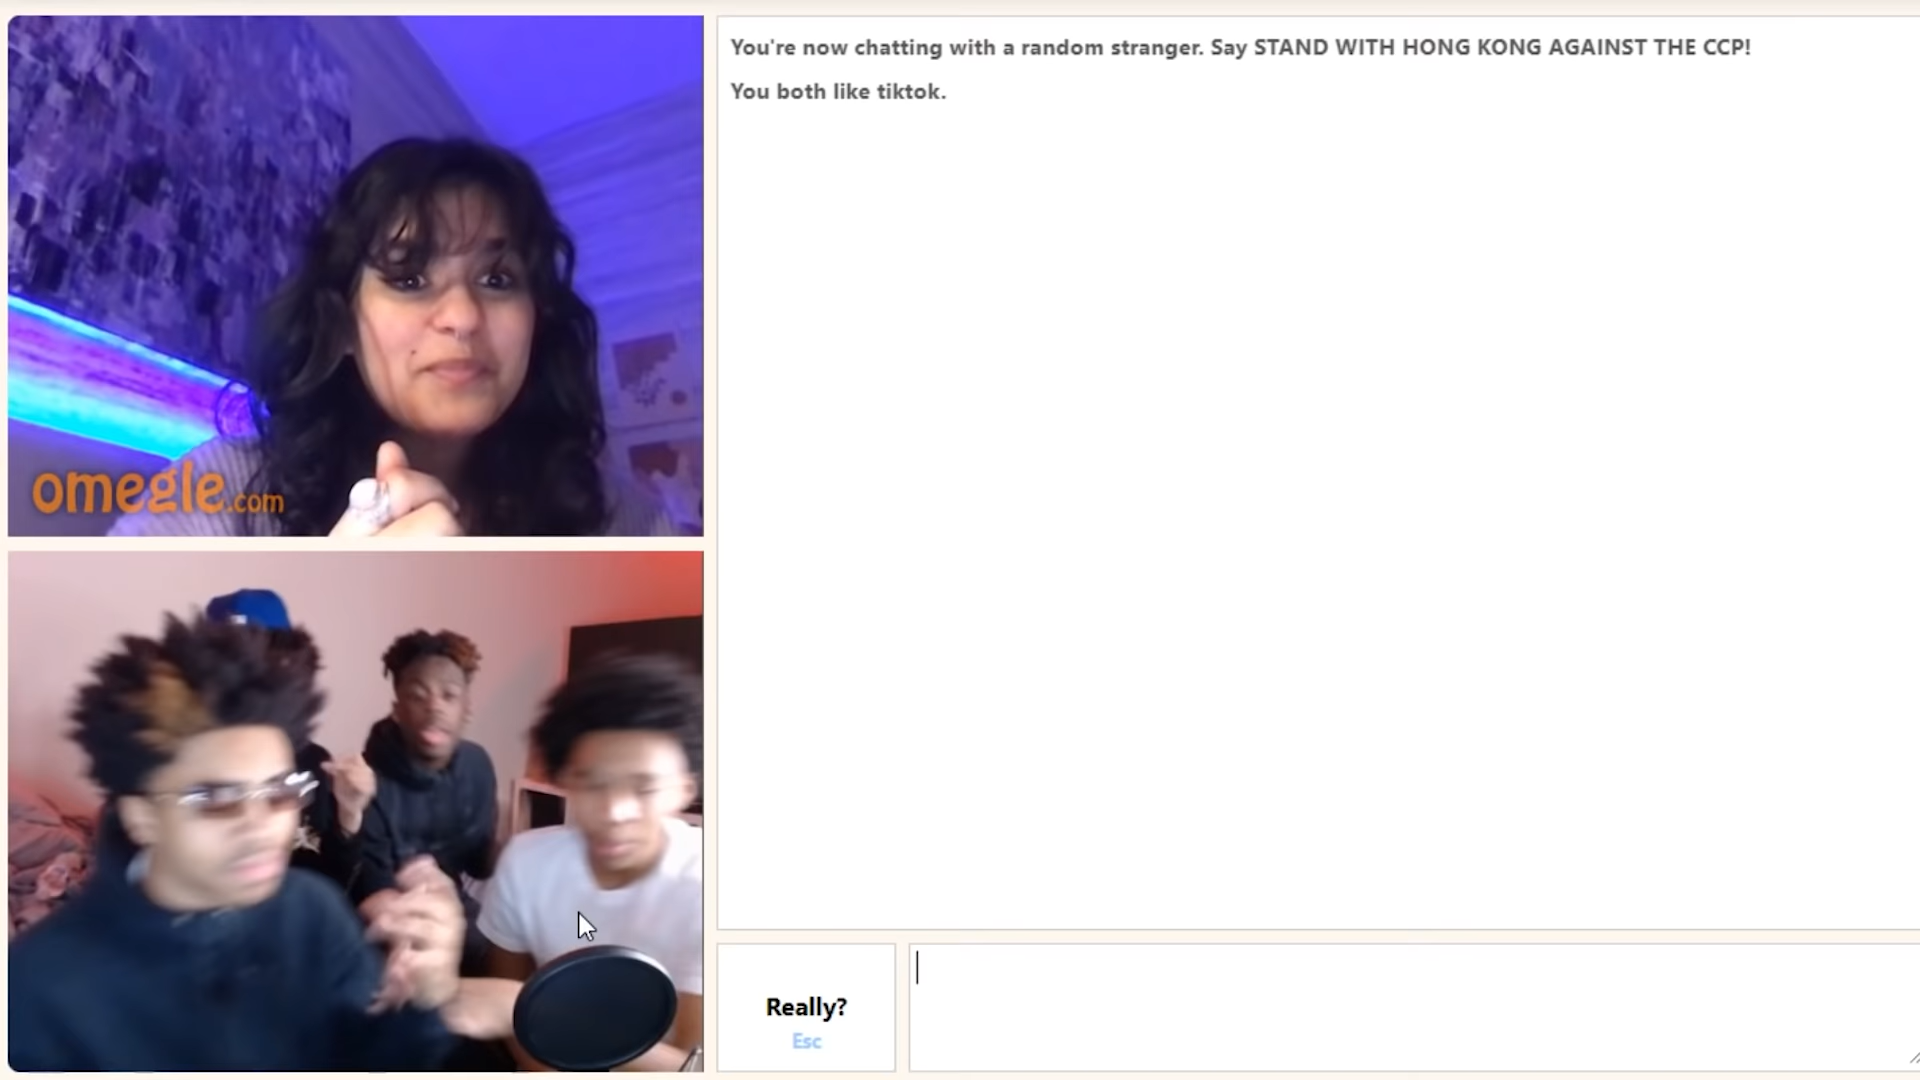 You're now chatting with a random stranger. Say STAND WITH HONG KONG AGAINST THE CCP!
You both like tiktok.
omegle.com
Really?
Esc